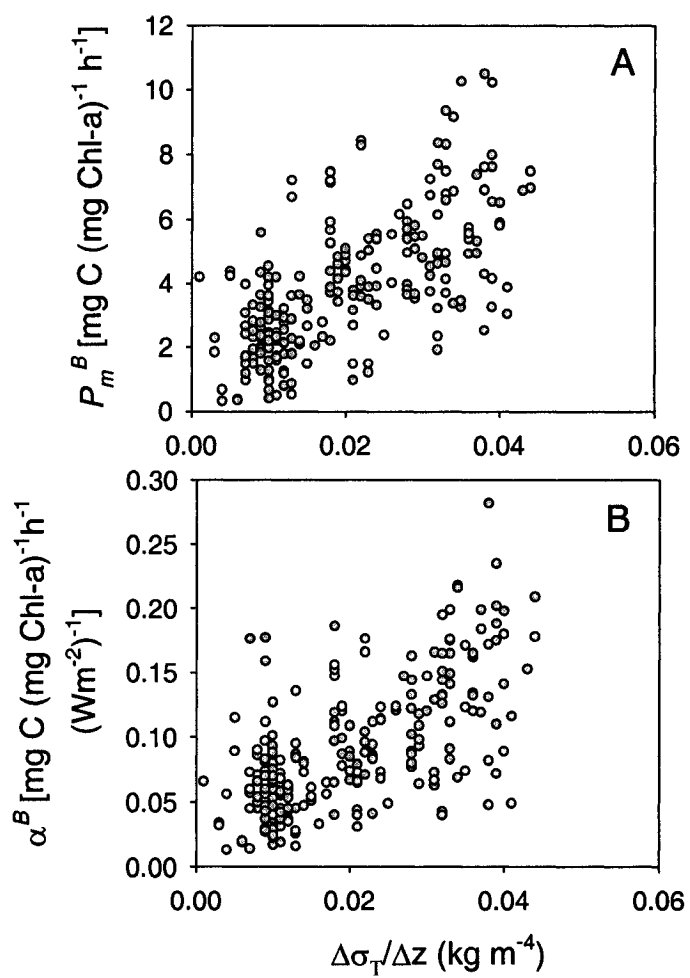 12
10
8
6
4
2
0
P_m^B [mg C (mg Chl-a)^-1 h^-1]
A
0.00 0.02 0.04 0.06
0.30
0.25
0.20
0.15
0.10
0.05
0.00
α^B [mg C (mg Chl-a)^-1 h^-1
(Wm^-2)^-1]
B
0.00 0.02 0.04 0.06
Δσ_T/Δz (kg m^-4)